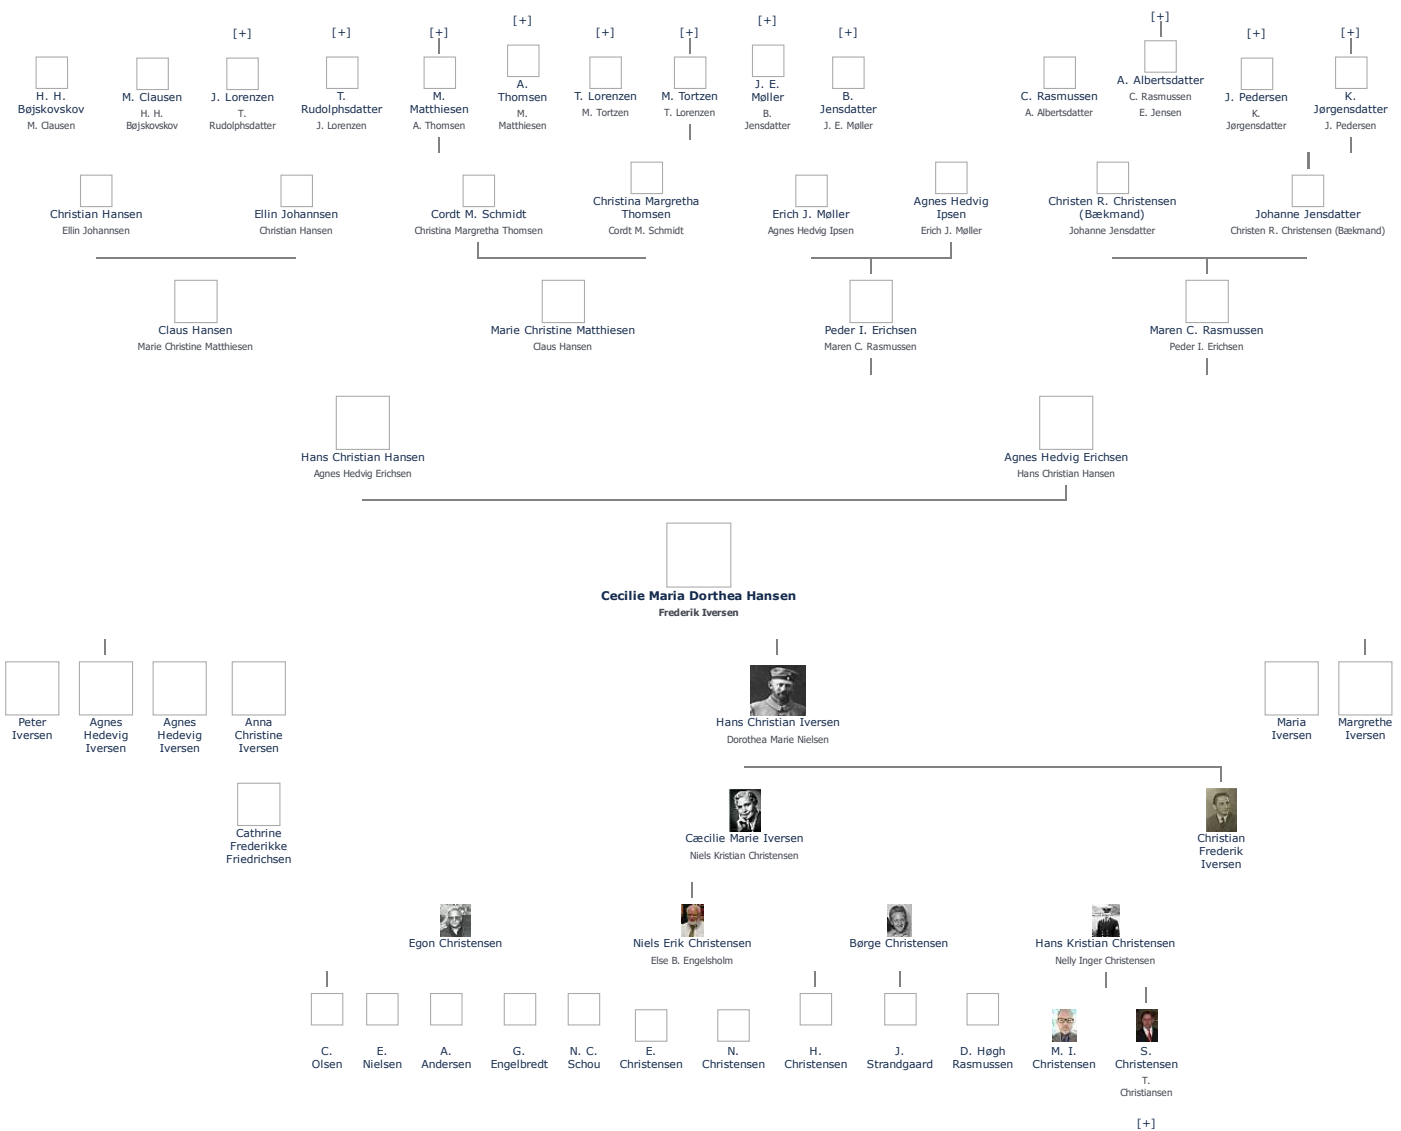 [+]
[+]
[+]
[+]
[+]
[+]
[+]
[+]
[+]
[+]
[+]
H. H.
Bøjskovskov
M. Clausen
M. Clausen
H. H.
Bøjskovskov
J. Lorenzen
T.
Rudolphsdatter
T.
Rudolphsdatter
J. Lorenzen
M.
Matthiesen
A. Thomsen
A.
Thomsen
M.
Matthiesen
T. Lorenzen
M. Tortzen
M. Tortzen
T. Lorenzen
J. E.
Møller
B.
Jensdatter
B.
Jensdatter
J. E. Møller
C. Rasmussen
A. Albertsdatter
A. Albertsdatter
C. Rasmussen
E. Jensen
J. Pedersen
K.
Jørgensdatter
K.
Jørgensdatter
J. Pedersen
Christian Hansen
Ellin Johannsen
Ellin Johannsen
Christian Hansen
Cordt M. Schmidt
Christina Margretha Thomsen
Christina Margretha
Thomsen
Cordt M. Schmidt
Erich J. Møller
Agnes Hedvig Ipsen
Agnes Hedvig
Ipsen
Erich J. Møller
Christen R. Christensen
(Bækmand)
Johanne Jensdatter
Johanne Jensdatter
Christen R. Christensen (Bækmand)
Claus Hansen
Marie Christine Matthiesen
Marie Christine Matthiesen
Claus Hansen
Peder I. Erichsen
Maren C. Rasmussen
Maren C. Rasmussen
Peder I. Erichsen
Hans Christian Hansen
Agnes Hedvig Erichsen
Agnes Hedvig Erichsen
Hans Christian Hansen
Cecilie Maria Dorthea Hansen
Frederik Iversen
Peter
Iversen
Agnes
Hedevig
Iversen
Agnes
Hedevig
Iversen
Anna
Christine
Iversen
Hans Christian Iversen
Dorothea Marie Nielsen
Maria
Iversen
Margrethe
Iversen
Cathrine
Frederikke
Friedrichsen
Cæcilie Marie Iversen
Niels Kristian Christensen
Christian
Frederik
Iversen
Egon Christensen
Niels Erik Christensen
Else B. Engelsholm
Børge Christensen
Hans Kristian Christensen
Nelly Inger Christensen
C.
Olsen
E.
Nielsen
A.
Andersen
G.
Engelbredt
N. C.
Schou
E.
Christensen
N.
Christensen
H.
Christensen
J.
Strandgaard
D. Høgh
Rasmussen
M. I.
Christensen
S.
Christensen
T.
Christiansen
[+]